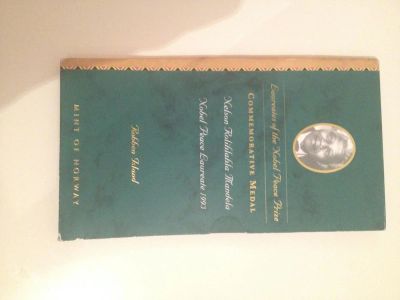 Laureates of the Nobel Peace Prize
COMMEMORATIVE MEDAL
Nelson Rolihlahla Mandela
Nobel Peace Laureate 1993
Robben Island
MINT OF NORWAY